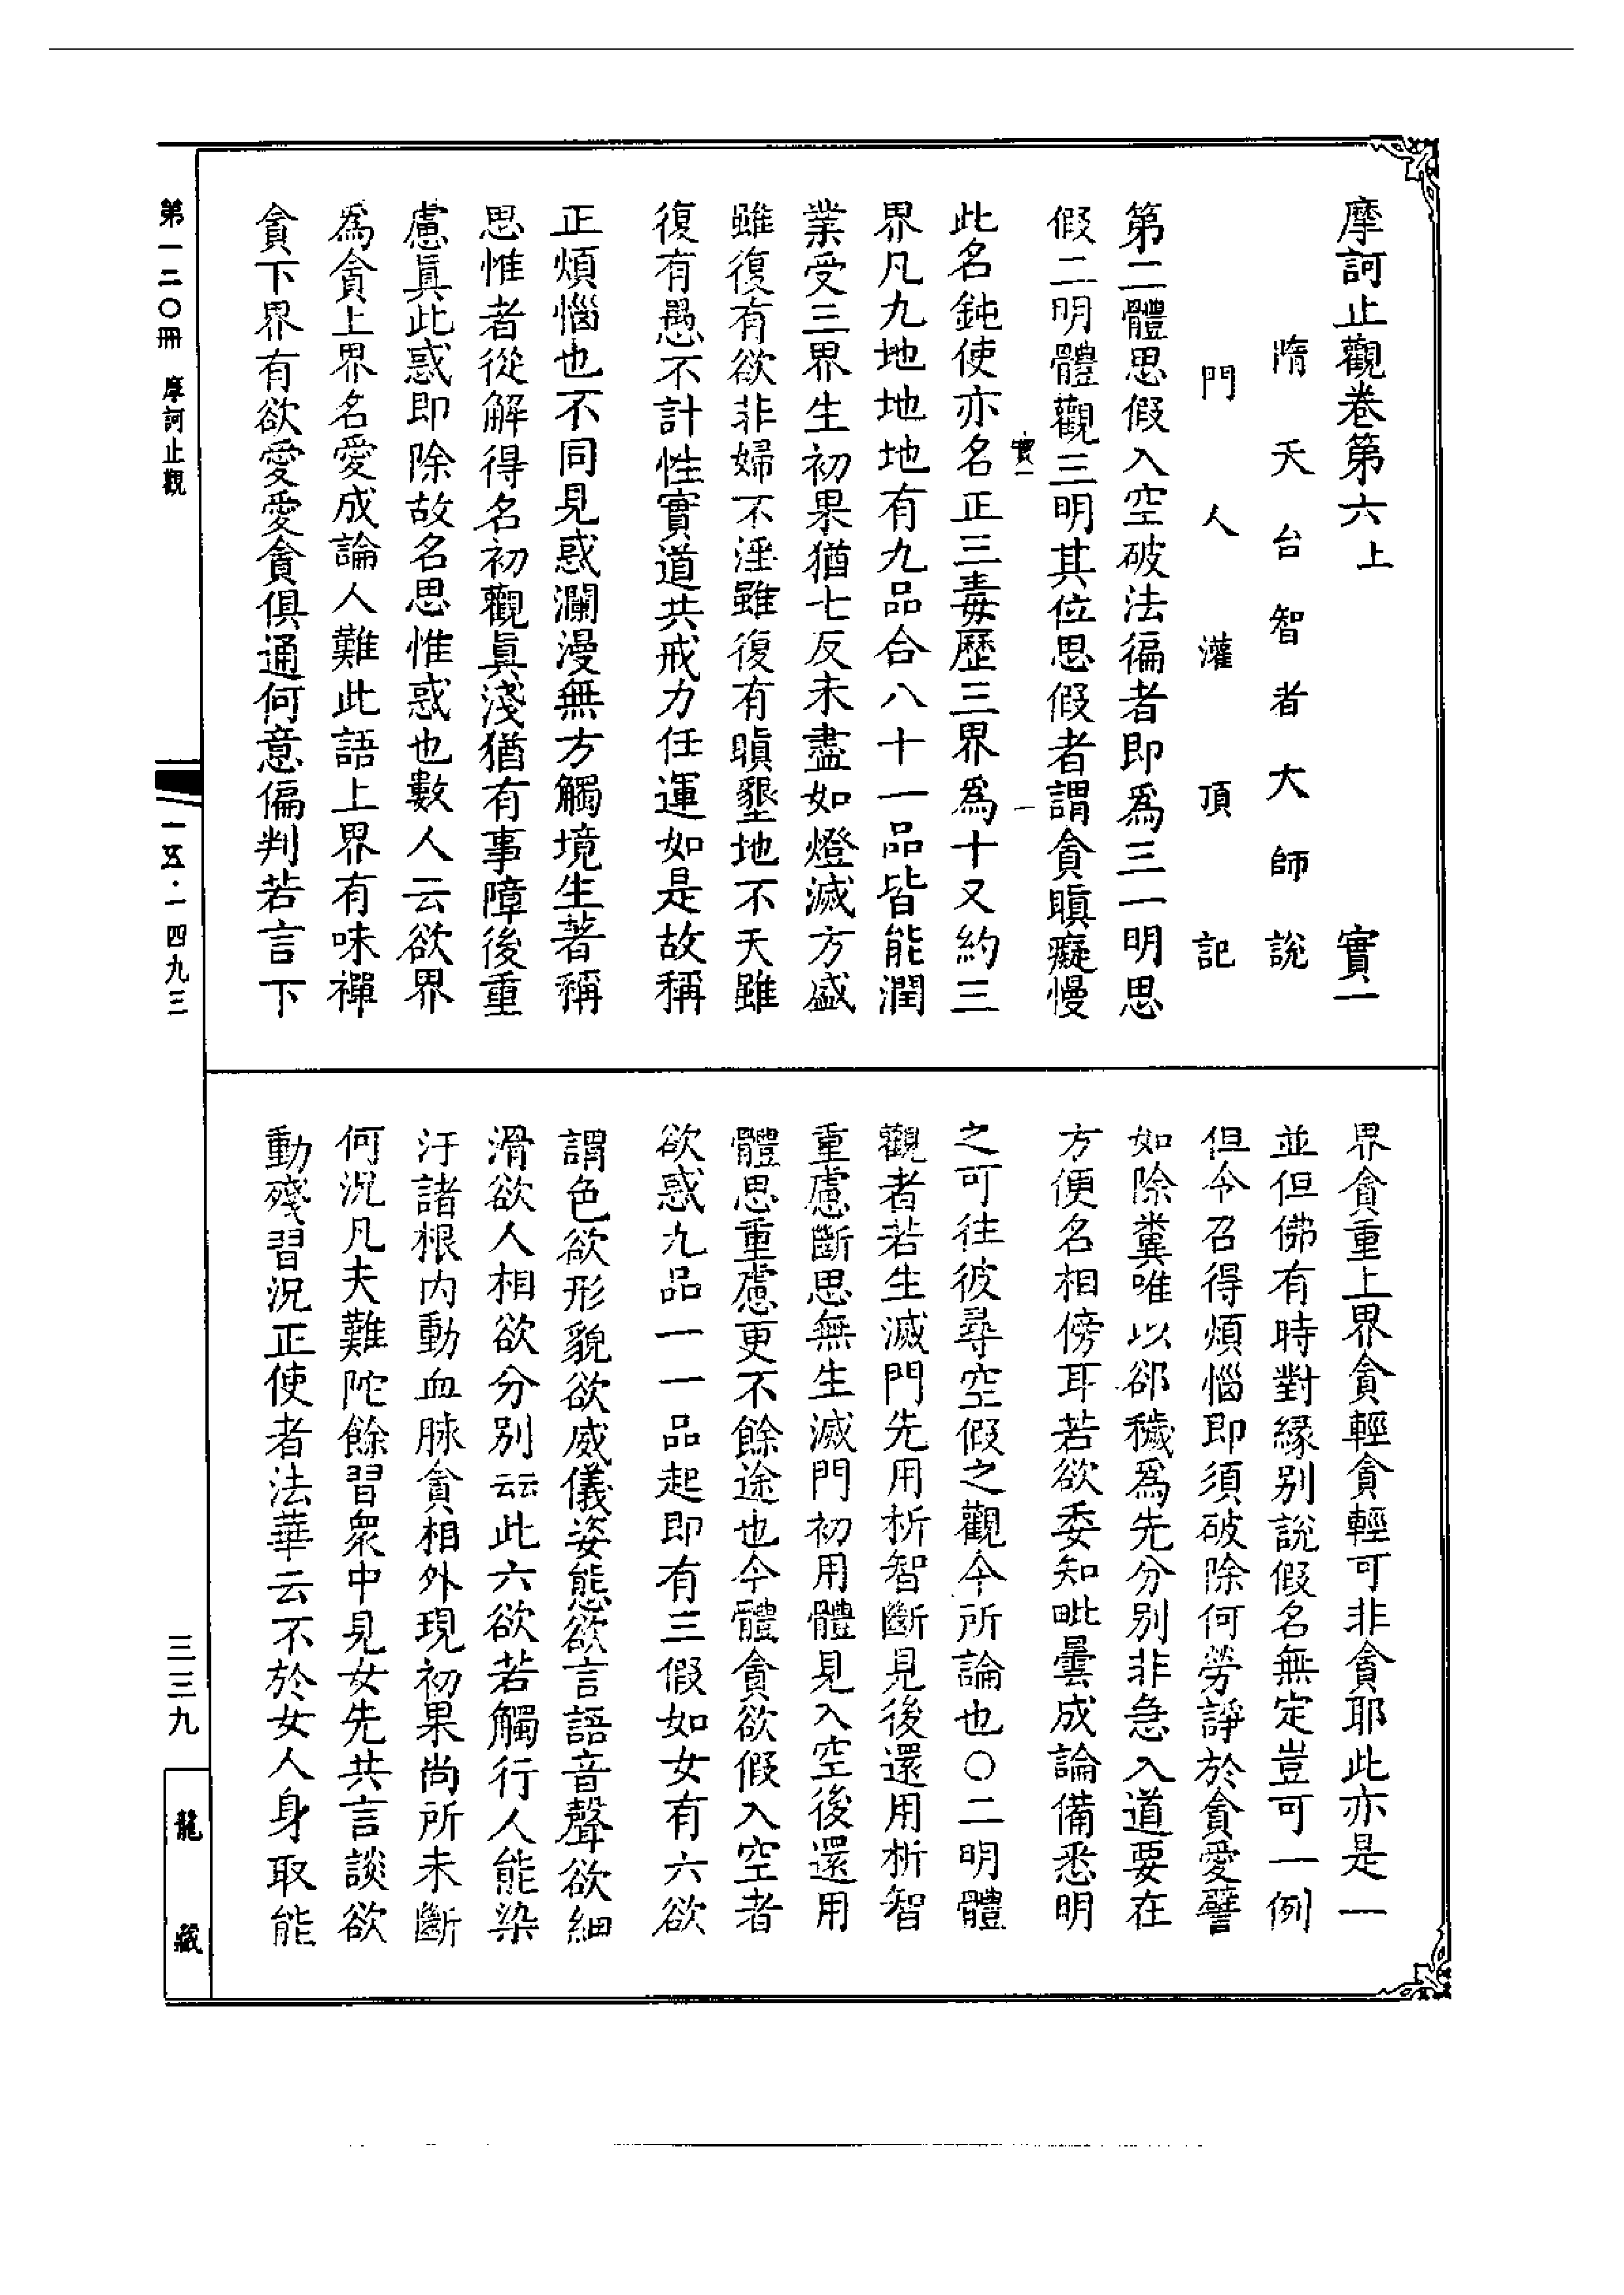 摩訶止觀卷第六上 實一
隋天台智者大師說
門人灌頂記
第二體思假入空破法徧者即爲三一明思
假二明體觀三明其位思假者謂貪瞋癡慢
實一 一
此名鈍使亦名正三毒歷三界爲十又約三
界凡九地地地有九品合八十一品皆能潤
業受三界生初果猶七反未盡如燈滅方盛
雖復有欲非婦不淫雖復有瞋墾地不夭雖
復有愚不計性實道共戒力任運如是故稱
正煩惱也不同見惑瀾漫無方觸境生著稱
思惟者從解得名初觀眞淺猶有事障後重
慮眞此惑即除故名思惟惑也數人云欲界
爲貪上界名愛成論人難此語上界有味禪
貪下界有欲愛愛貪俱通何意偏判若言下
界貪重上界貪輕貪輕可非貪耶此亦是一
並但佛有時對緣別說假名無定豈可一例
但今召得煩惱即須破除何勞諍於貪愛譬
如除糞唯以郤穢爲先分別非急入道要在
方便名相傍耳若欲委知毗曇成論備悉明
之可往彼尋空假之觀今所論也○二明體
觀者若生滅門先用析智斷見後還用析智
重慮斷思無生滅門初用體見入空後還用
體思重慮更不餘途也今體貪欲假入空者
欲惑九品一一品起即有三假如女有六欲
謂色欲形貌欲威儀姿態欲言語音聲欲細
滑欲人相欲分別云云此六欲若觸行人能染
汙諸根內動血脉貪相外現初果尚所未斷
何況凡夫難陀餘習眾中見女先共言談欲
動殘習況正使者法華云不於女人身取能
第一二〇冊 摩訶止觀
一五·一四九三
三三九
龍藏